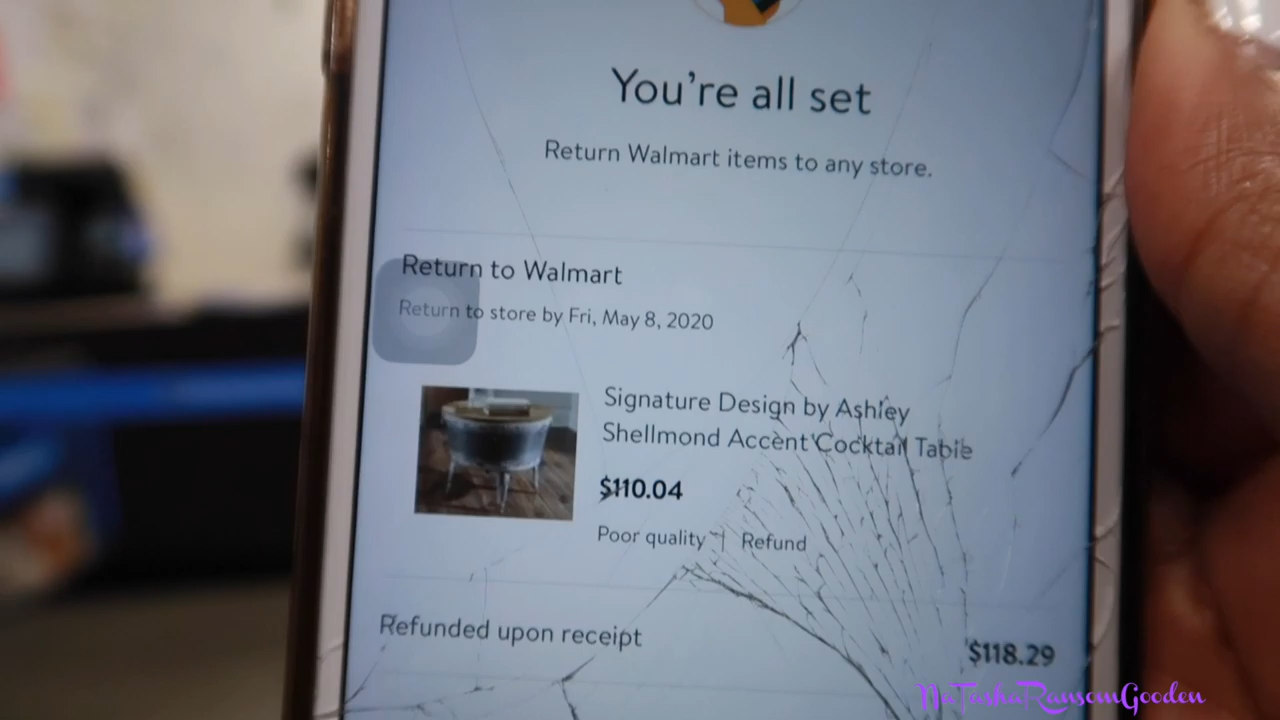 You're all set
Return Walmart items to any store.
Return to Walmart
Return to store by Fri, May 8, 2020
Signature Design by Ashley
Shellmond Accent Cocktail Table
$110.04
Poor quality | Refund
Refunded upon receipt
$118.29
NaTashaRansomGooden